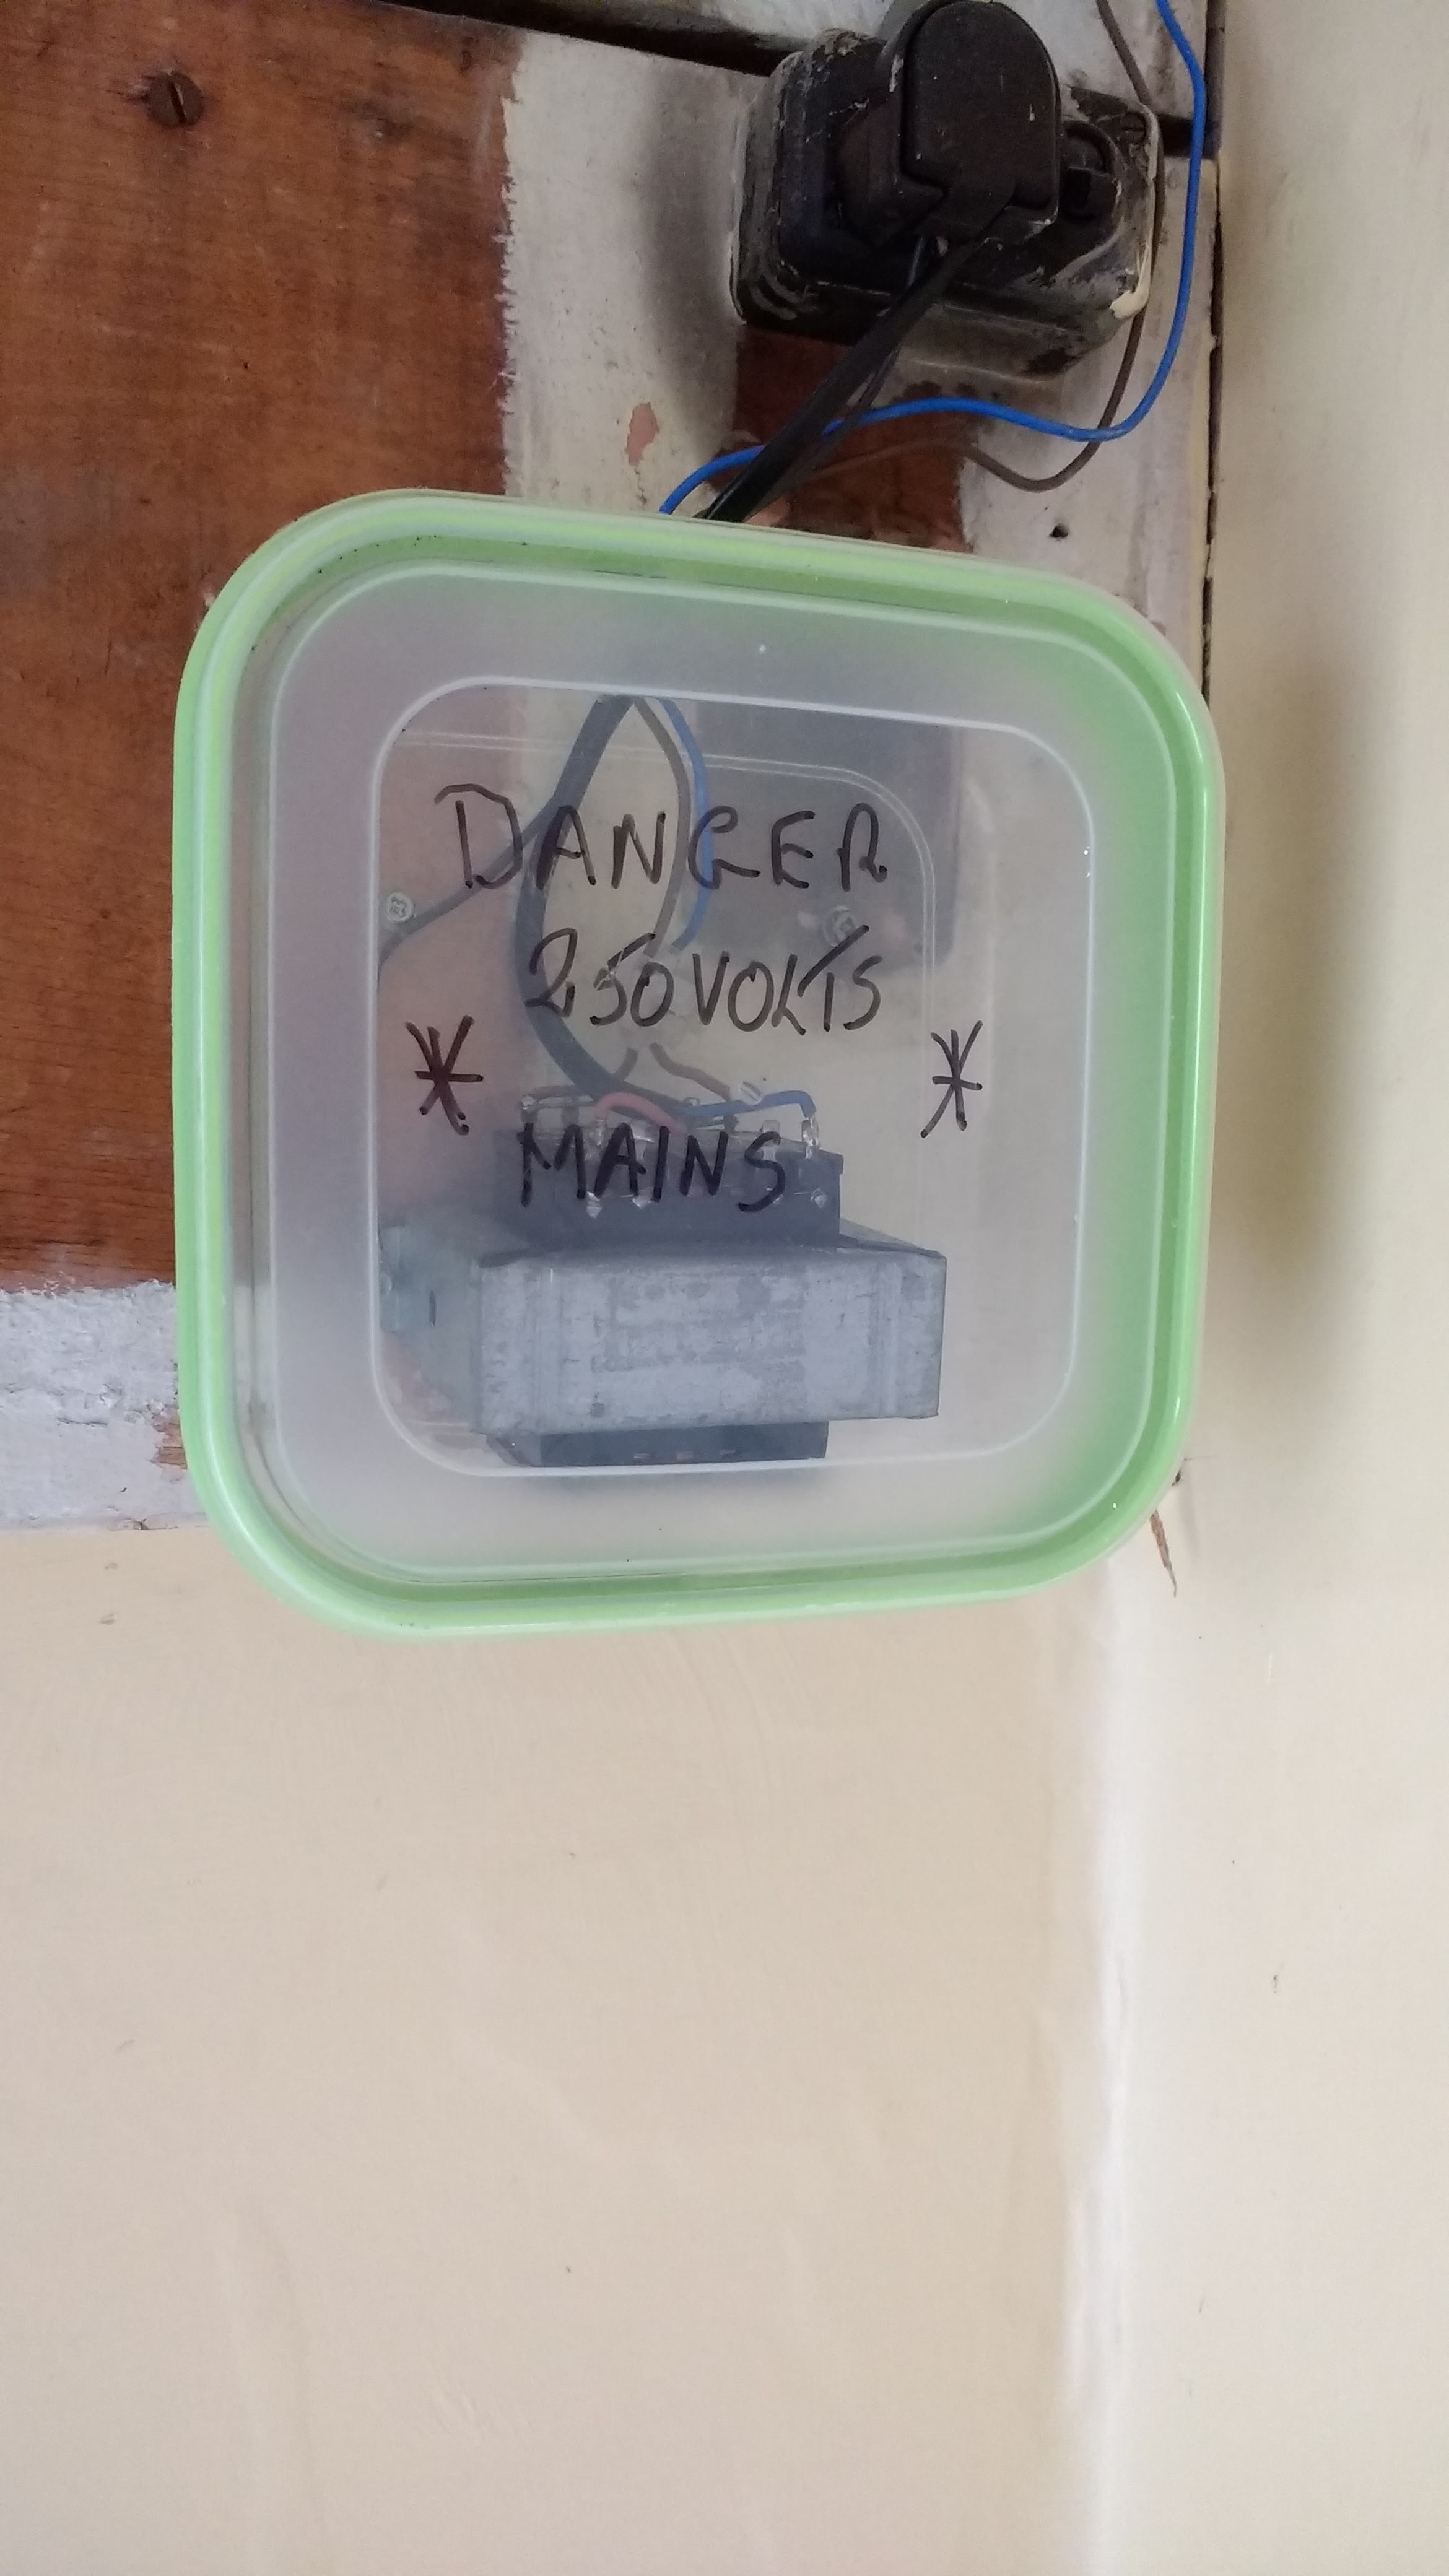 DANGER
250 VOLTS
* *
MAINS